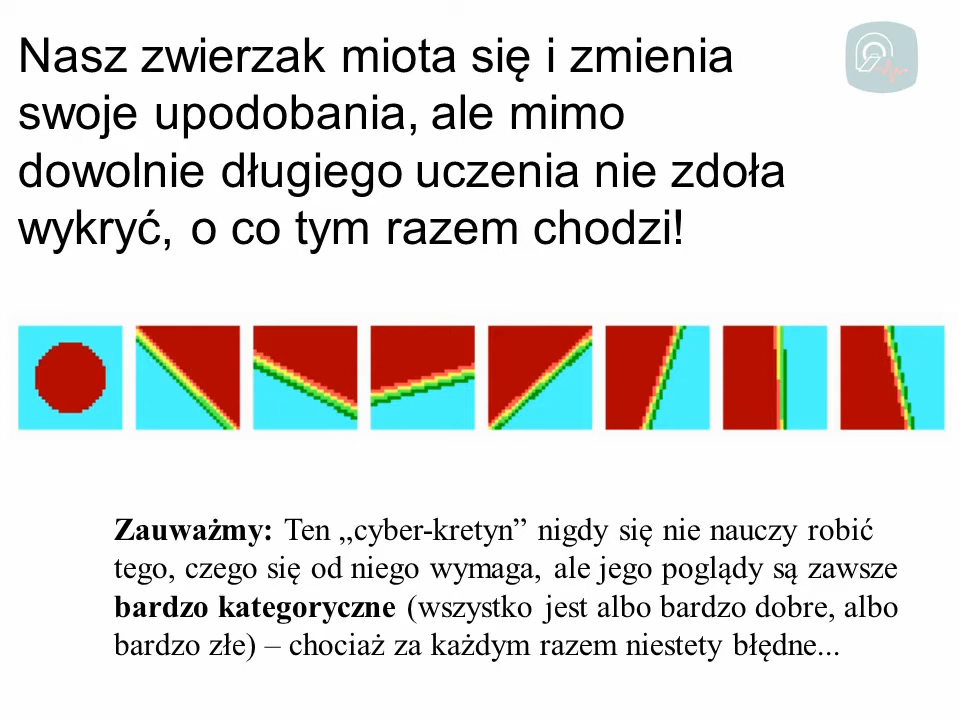 Nasz zwierzak miota się i zmienia
swoje upodobania, ale mimo
dowolnie długiego uczenia nie zdoła
wykryć, o co tym razem chodzi!
Zauważmy: Ten „cyber-kretyn” nigdy się nie nauczy robić
tego, czego się od niego wymaga, ale jego poglądy są zawsze
bardzo kategoryczne (wszystko jest albo bardzo dobre, albo
bardzo złe) – chociaż za każdym razem niestety błędne...